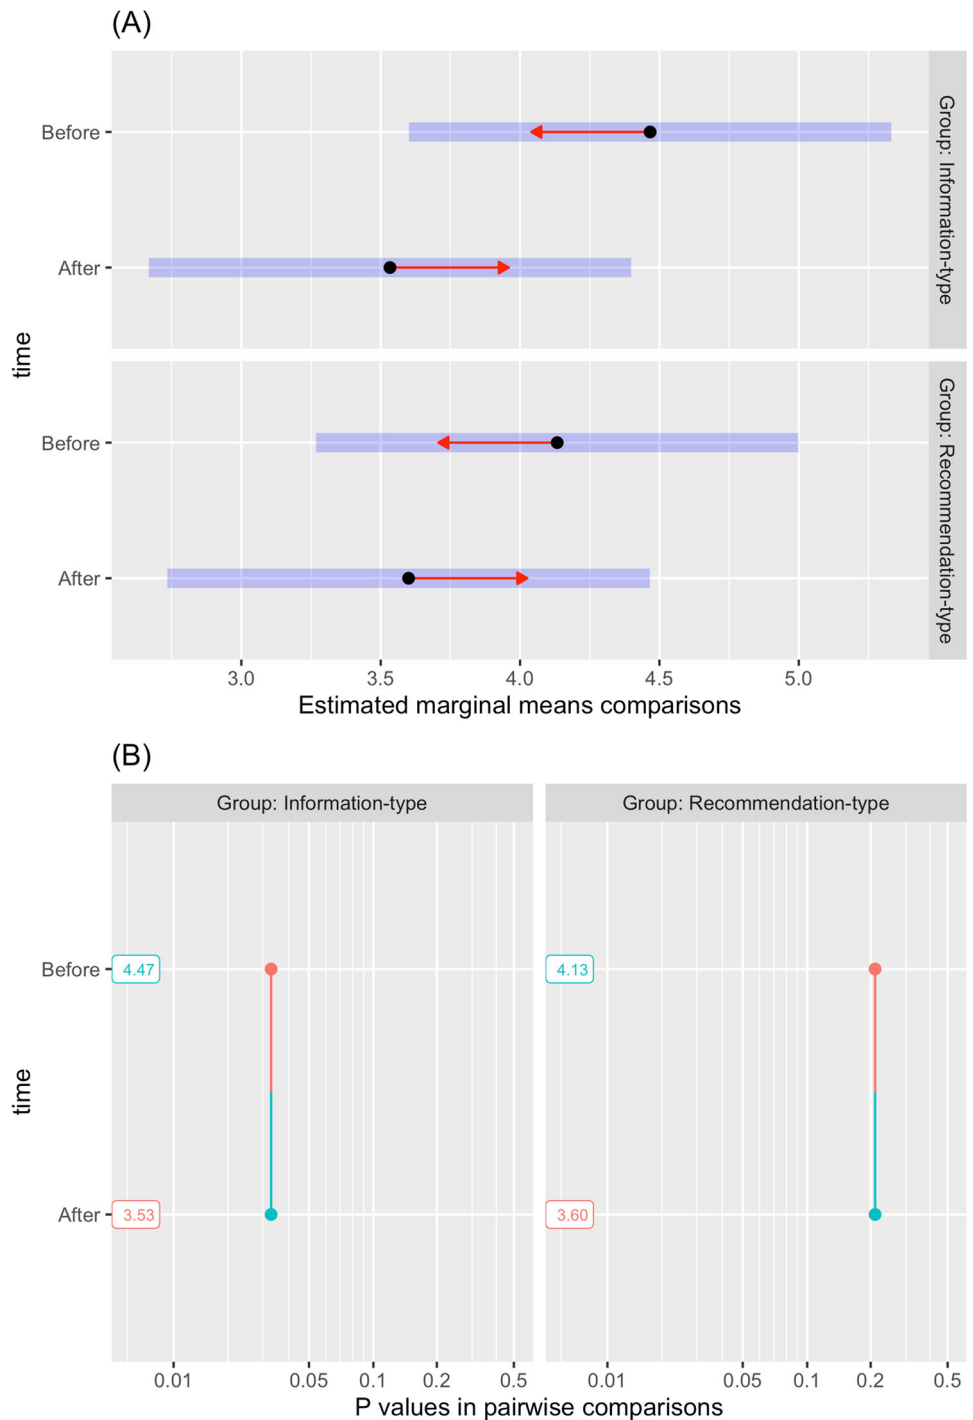 (A)
Before
After
Group: Information-type
time
Before
After
Group: Recommendation-type
3.0 3.5 4.0 4.5 5.0
Estimated marginal means comparisons
(B)
Group: Information-type Group: Recommendation-type
Before 4.47 4.13
time
After 3.53 3.60
0.01 0.05 0.1 0.2 0.5 0.01 0.05 0.1 0.2 0.5
P values in pairwise comparisons